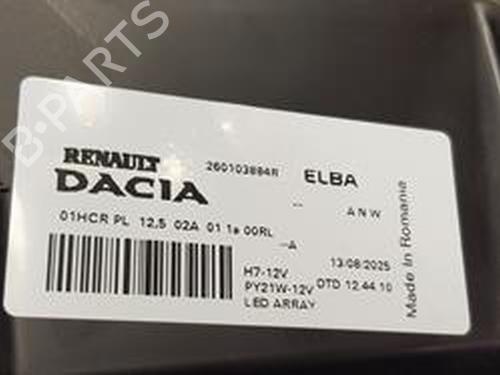 B-PARTS
RENAULT 260103884R ELBA
DACIA -- ANW
01HCR PL 12,5 02A 01 1a 00RL
--A
H7-12V 13/08/2025
PY21W-12V OTD 12.44.10
LED ARRAY
Made In Romania